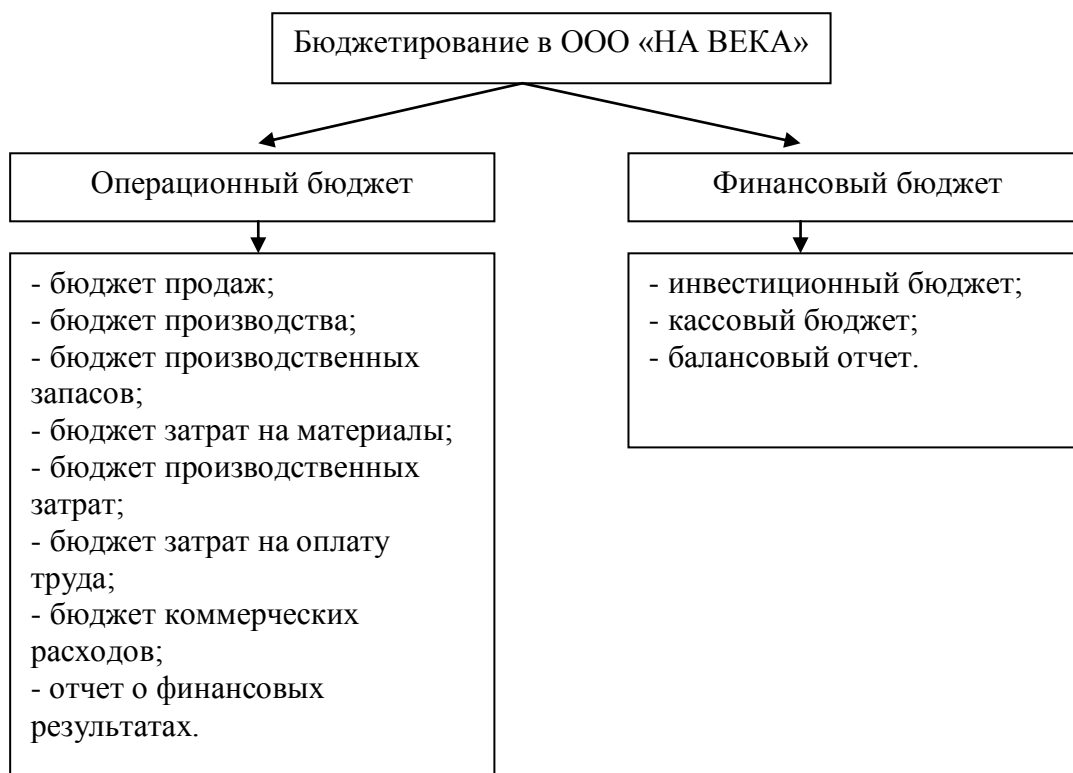 Бюджетирование в ООО «НА ВЕКА»
Операционный бюджет
Финансовый бюджет
- бюджет продаж;
- бюджет производства;
- бюджет производственных
запасов;
- бюджет затрат на материалы;
- бюджет производственных
затрат;
- бюджет затрат на оплату
труда;
- бюджет коммерческих
расходов;
- отчет о финансовых
результатах.
- инвестиционный бюджет;
- кассовый бюджет;
- балансовый отчет.